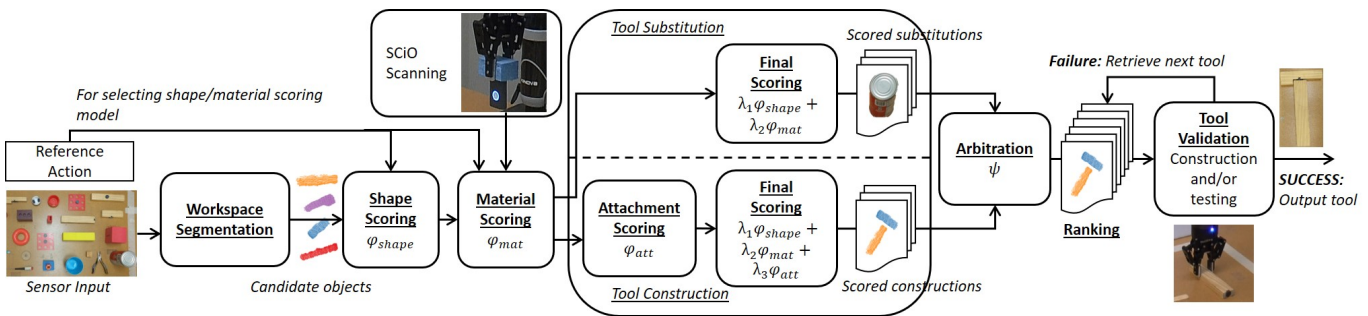 SCiO
Scanning
For selecting shape/material scoring
model
Reference
Action
Sensor Input
Workspace
Segmentation
Candidate objects
Shape
Scoring
φshape
Material
Scoring
φmat
Tool Substitution
Final
Scoring
λ1φshape +
λ2φmat
Scored substitutions
Attachment
Scoring
φatt
Final
Scoring
λ1φshape +
λ2φmat +
λ3φatt
Tool Construction
Scored constructions
Arbitration
ψ
Failure: Retrieve next tool
Ranking
Tool
Validation
Construction
and/or
testing
SUCCESS:
Output tool